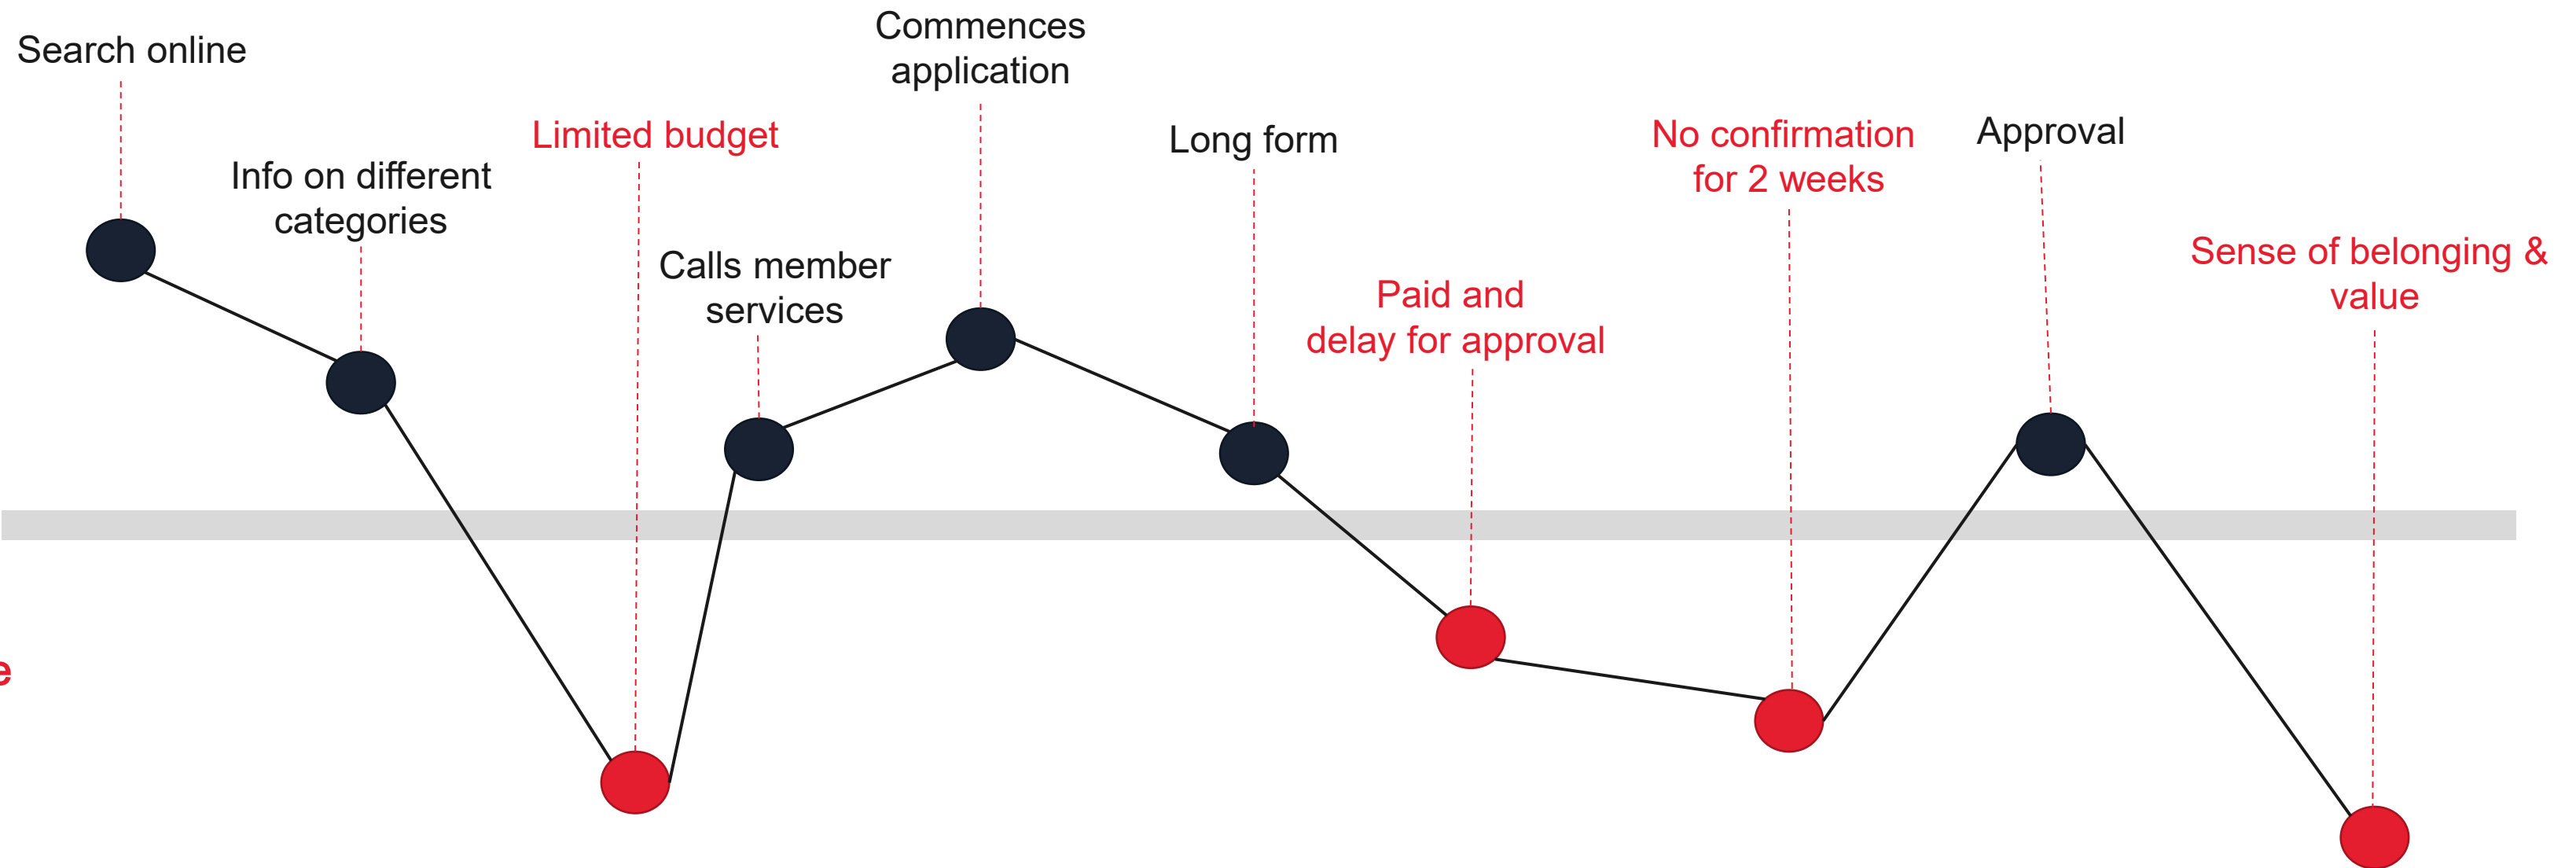 Search online
Info on different
categories
Limited budget
Calls member
services
Commences
application
Long form
Paid and
delay for approval
No confirmation
for 2 weeks
Approval
Sense of belonging &
value
e